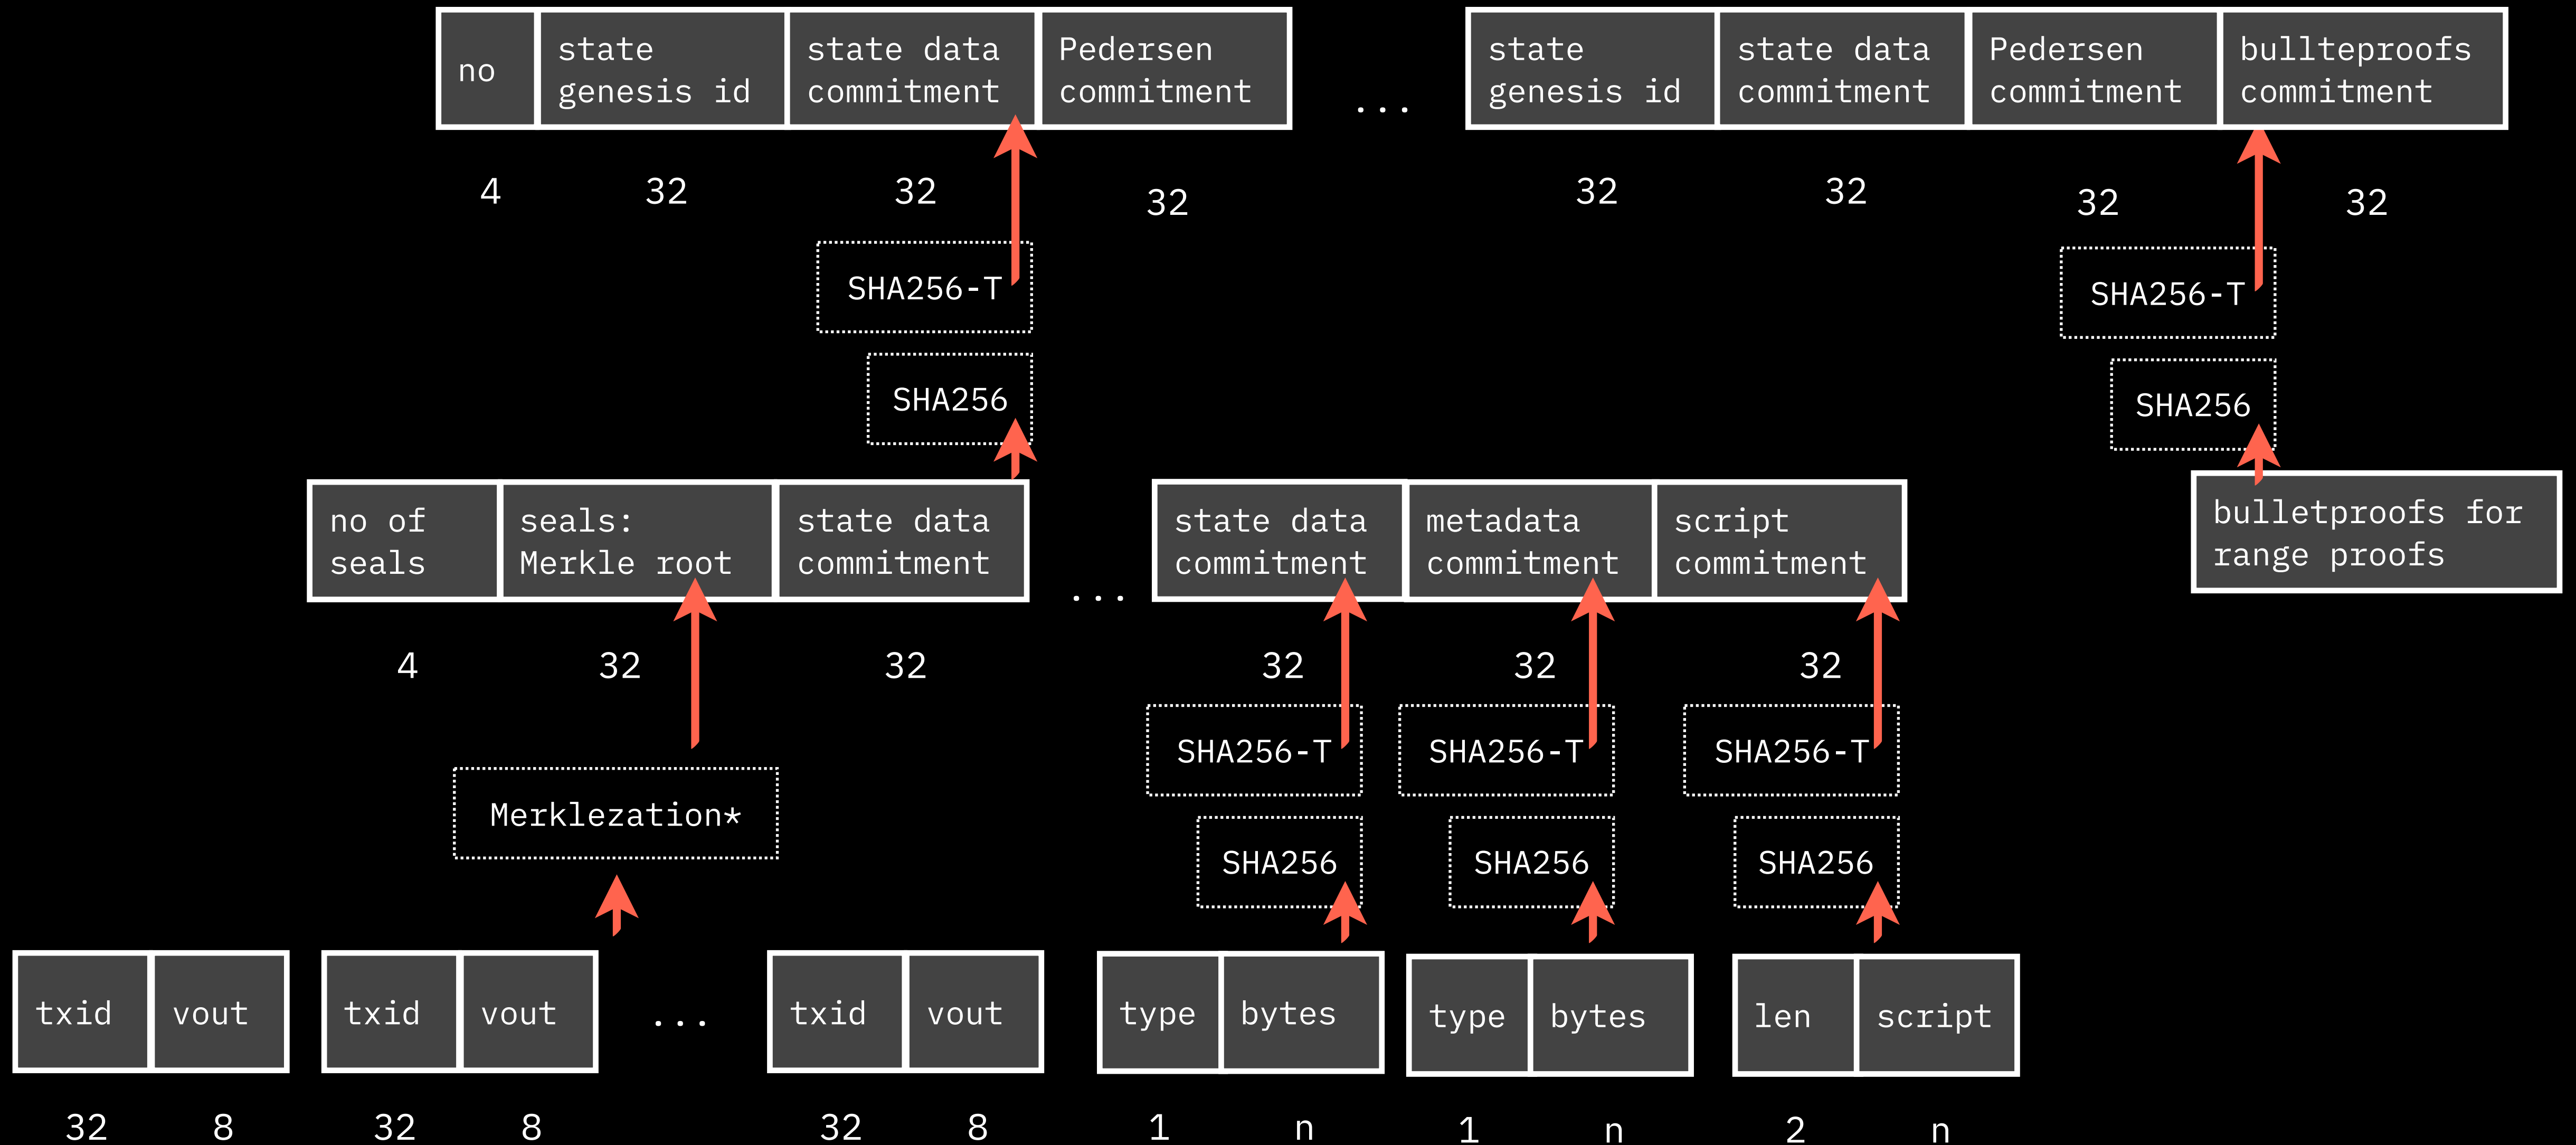 no
state
genesis id
state data
commitment
Pedersen
commitment
...
state
genesis id
state data
commitment
Pedersen
commitment
bullteproofs
commitment
4
32
32
32
32
32
32
32
SHA256-T
SHA256-T
SHA256
SHA256
no of
seals
seals:
Merkle root
state data
commitment
...
state data
commitment
metadata
commitment
script
commitment
bulletproofs for
range proofs
4
32
32
32
32
32
SHA256-T
SHA256-T
SHA256-T
Merklezation*
SHA256
SHA256
SHA256
txid
vout
txid
vout
...
txid
vout
type
bytes
type
bytes
len
script
32
8
32
8
32
8
1
n
1
n
2
n